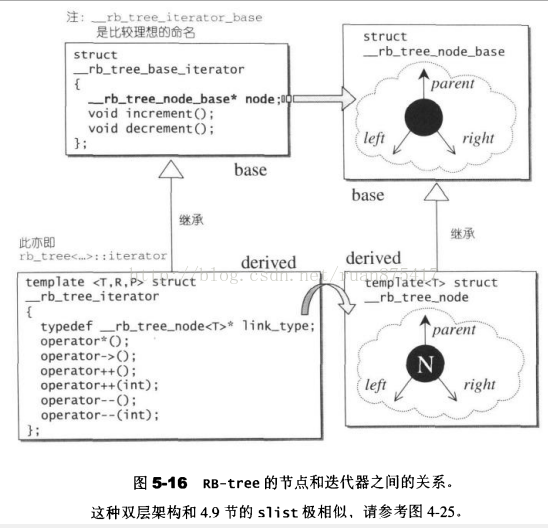 注: __rb_tree_iterator_base
是比较理想的命名
struct
__rb_tree_base_iterator
{
__rb_tree_node_base* node;
void increment();
void decrement();
};
base
struct
__rb_tree_node_base
parent
left
right
base
继承
继承
此亦即
rb_tree<…>::iterator
derived
derived
template <T,R,P> struct
__rb_tree_iterator
{
typedef __rb_tree_node<T>* link_type;
operator*();
operator->();
operator++();
operator++(int);
operator--();
operator--(int);
};
template<T> struct
__rb_tree_node
parent
N
left
right
http://blog.csdn.net/
图 5-16 RB-tree 的节点和迭代器之间的关系。
这种双层架构和 4.9 节的 slist 极相似, 请参考图 4-25。